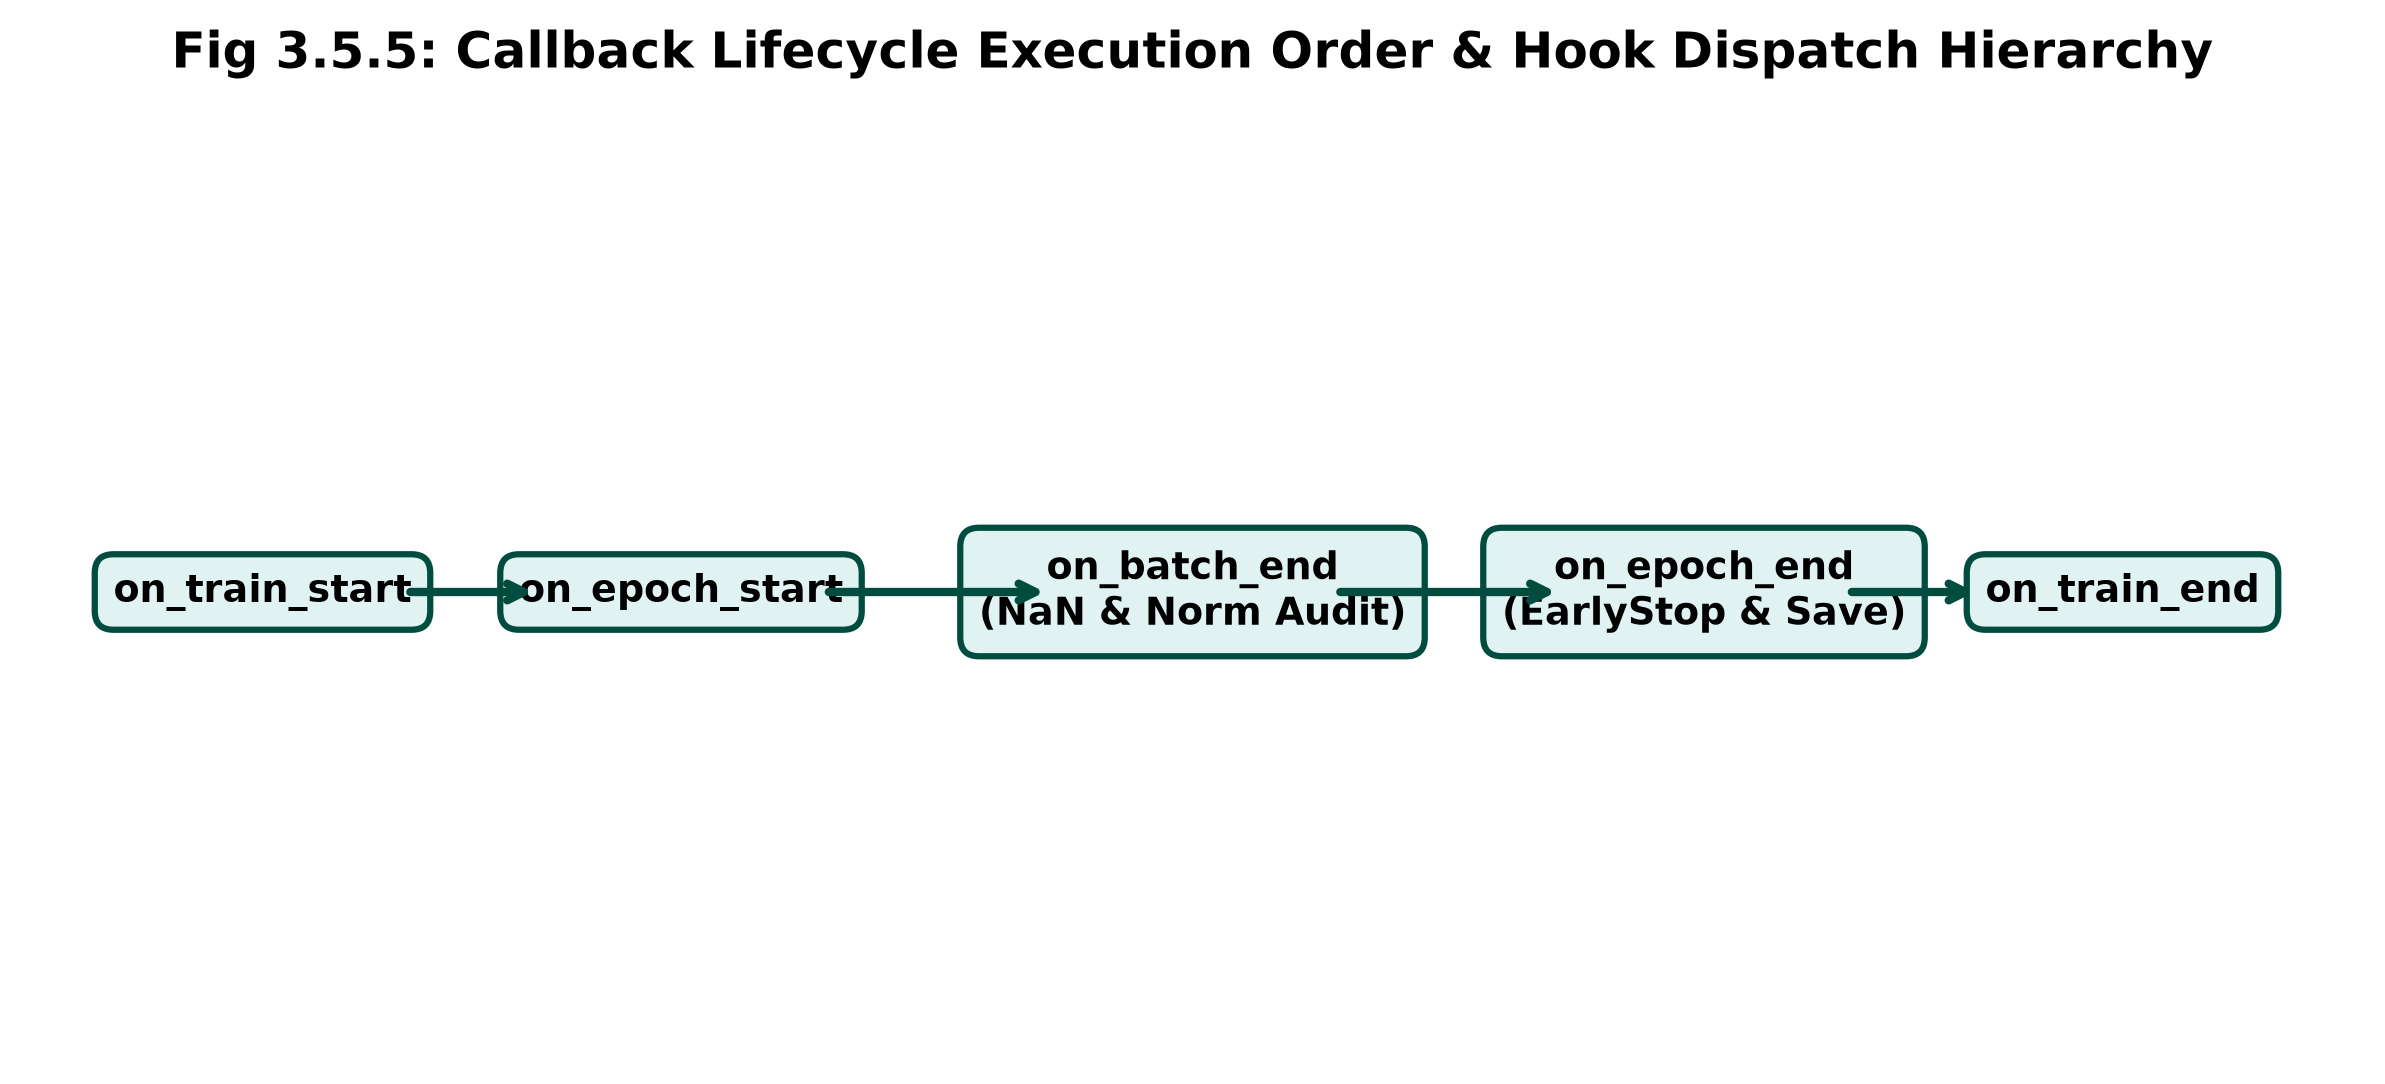 Fig 3.5.5: Callback Lifecycle Execution Order & Hook Dispatch Hierarchy
on_train_start
on_epoch_start
on_batch_end
(NaN & Norm Audit)
on_epoch_end
(EarlyStop & Save)
on_train_end